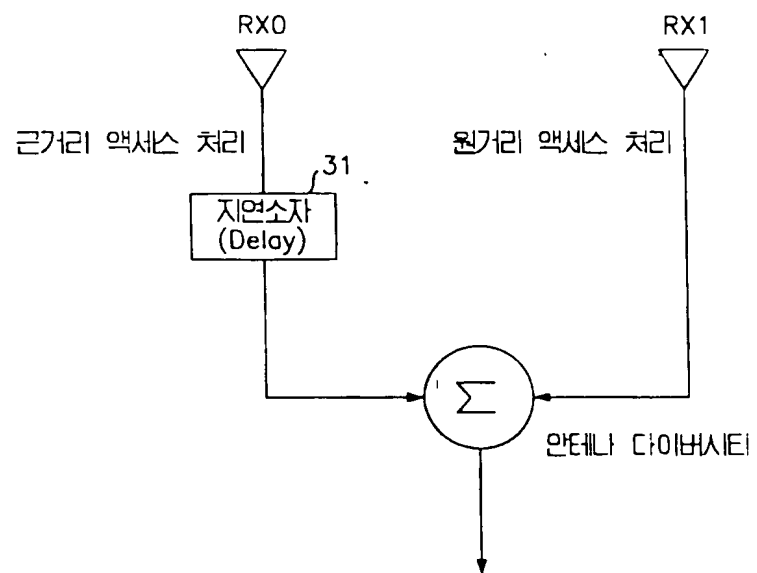 RX0
RX1
근거리 액세스 처리
원거리 액세스 처리
31
지연소자
(Delay)
Σ
안테나 다이버시티